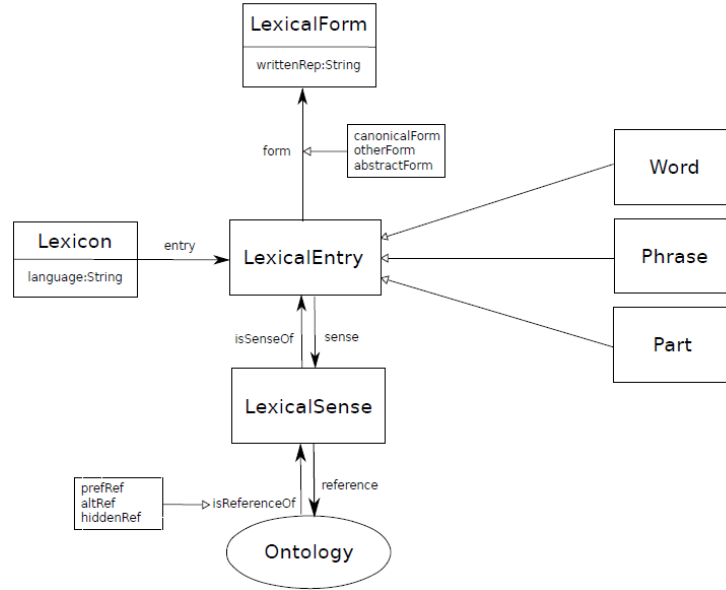 LexicalForm
writtenRep:String
form
canonicalForm
otherForm
abstractForm
Word
Lexicon
language:String
entry
LexicalEntry
Phrase
Part
isSenseOf
sense
LexicalSense
prefRef
altRef
hiddenRef
isReferenceOf
reference
Ontology